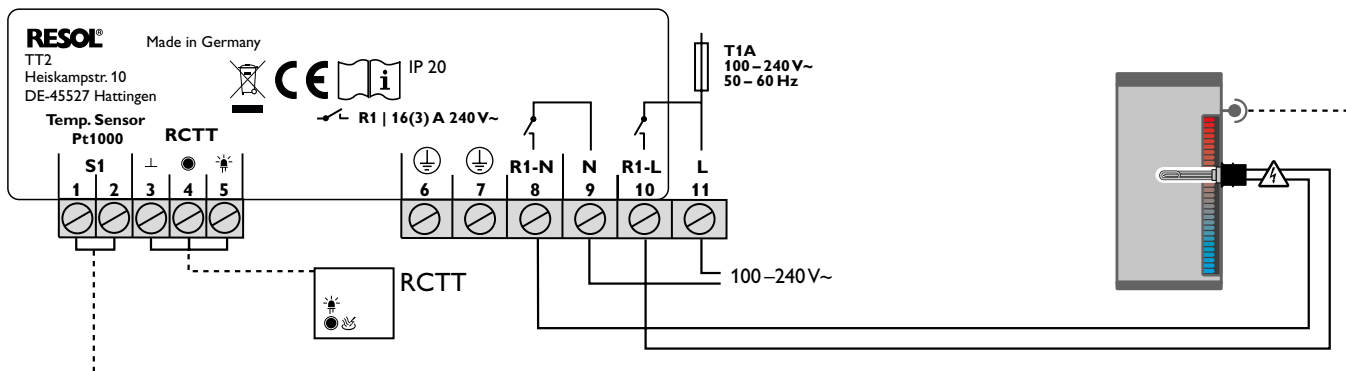 RESOL®
Made in Germany
TT2
Heiskampstr. 10
DE-45527 Hattingen
IP 20
Temp. Sensor
Pt1000
RCTT
R1 | 16(3) A 240 V~
T1A
100 – 240 V~
50 – 60 Hz
S1
R1-N N R1-L L
1 2 3 4 5 6 7 8 9 10 11
RCTT
100 –240 V~